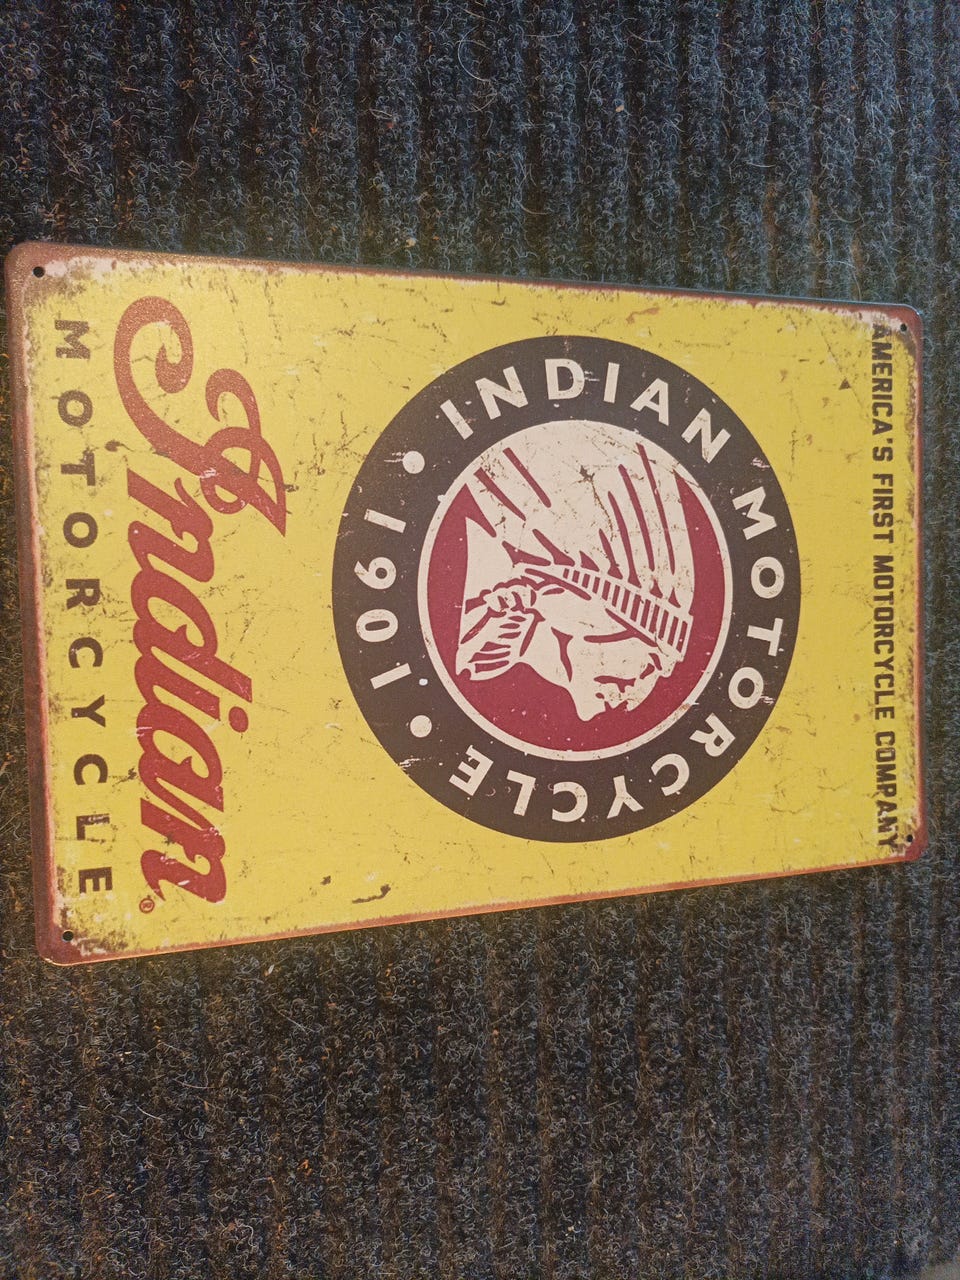 AMERICA'S FIRST MOTORCYCLE COMPANY
INDIAN MOTORCYCLE
• 1901 •
Indian®
MOTORCYCLE